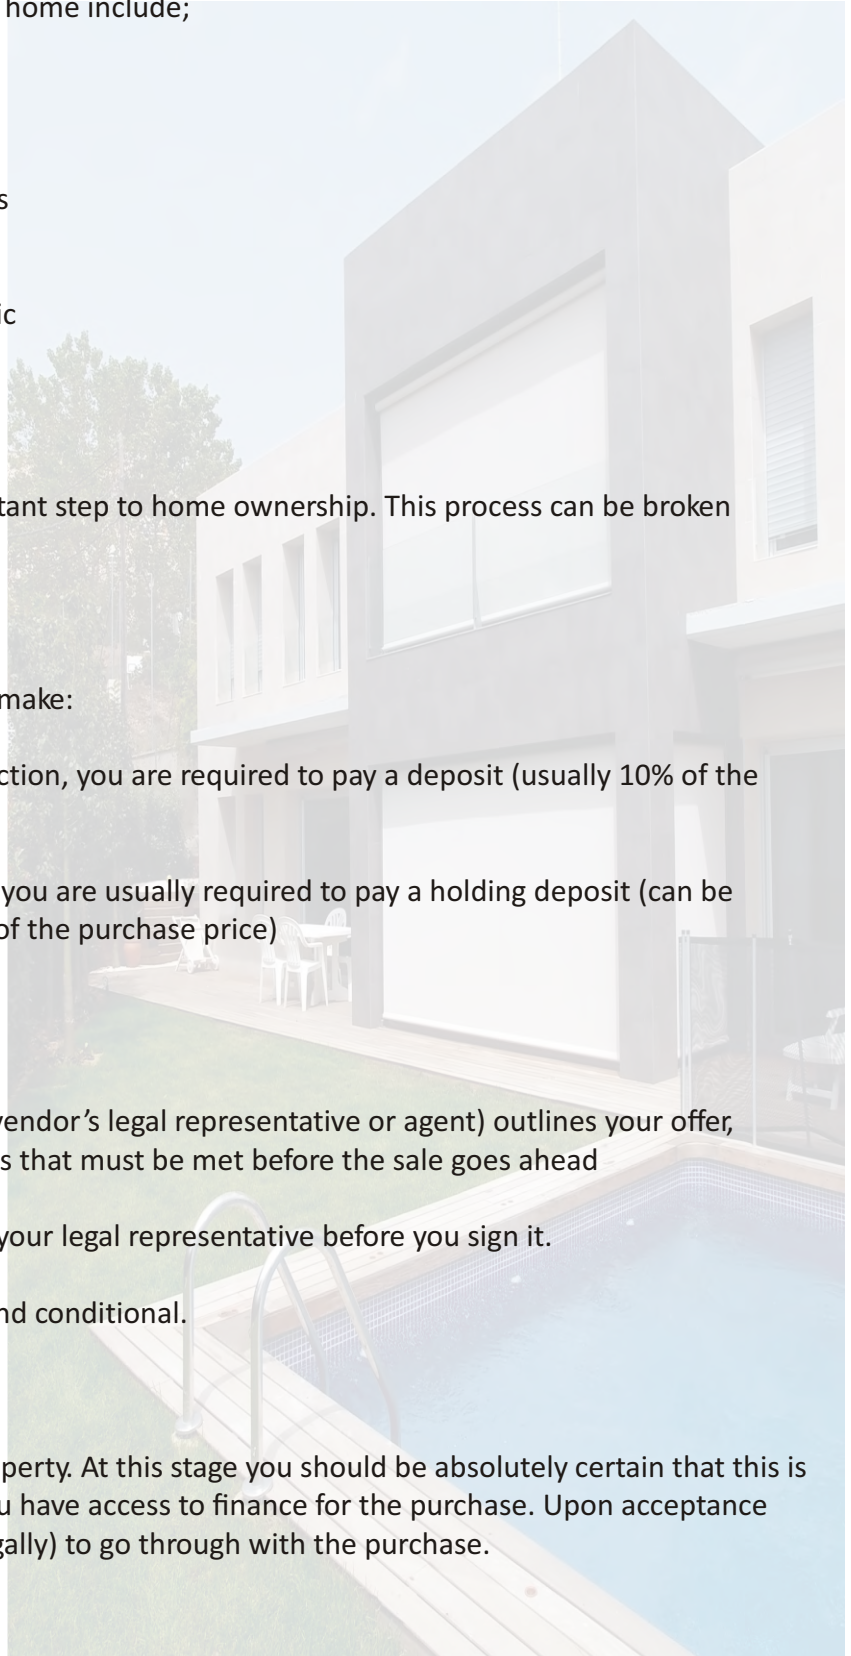 home include;
s
ic
tant step to home ownership. This process can be broken
make:
ction, you are required to pay a deposit (usually 10% of the
you are usually required to pay a holding deposit (can be
of the purchase price)
vendor’s legal representative or agent) outlines your offer,
s that must be met before the sale goes ahead
your legal representative before you sign it.
nd conditional.
perty. At this stage you should be absolutely certain that this is
u have access to finance for the purchase. Upon acceptance
gally) to go through with the purchase.